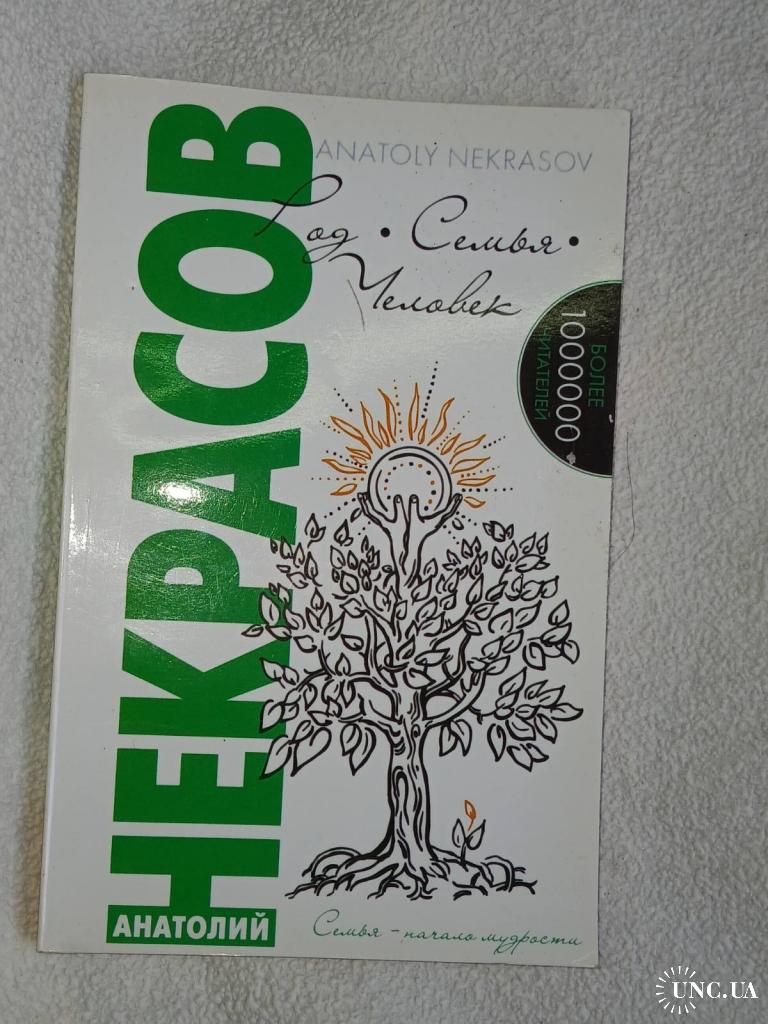 ANATOLY NEKRASOV
Род • Семья •
Человек
БОЛЕЕ
1000000
ЧИТАТЕЛЕЙ
НЕКРАСОВ
АНАТОЛИЙ
Семья - начало мудрости
UNC.UA